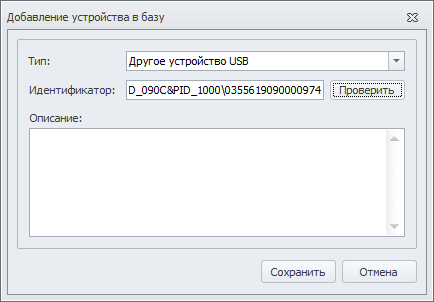 Добавление устройства в базу
Тип: Другое устройство USB
Идентификатор: D_090C&PID_1000\0355619090000974 Проверить
Описание:
Сохранить Отмена